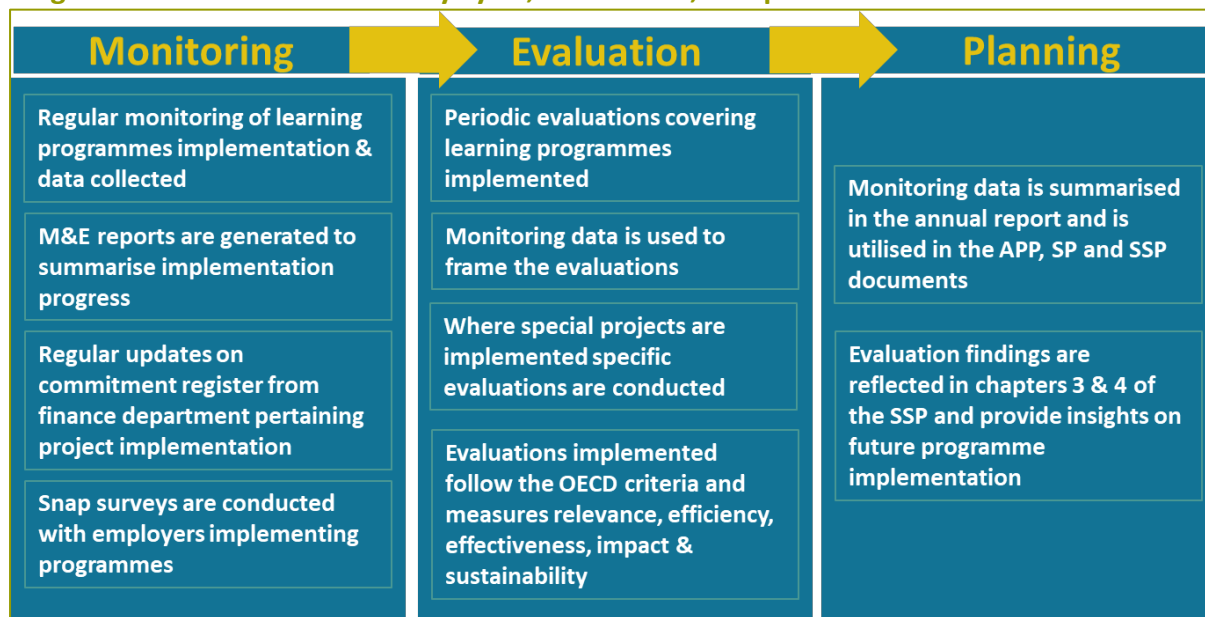 Monitoring
Evaluation
Planning
Regular monitoring of learning
programmes implementation &
data collected
M&E reports are generated to
summarise implementation
progress
Regular updates on
commitment register from
finance department pertaining
project implementation
Snap surveys are conducted
with employers implementing
programmes
Periodic evaluations covering
learning programmes
implemented
Monitoring data is used to
frame the evaluations
Where special projects are
implemented specific
evaluations are conducted
Evaluations implemented
follow the OECD criteria and
measures relevance, efficiency,
effectiveness, impact &
sustainability
Monitoring data is summarised
in the annual report and is
utilised in the APP, SP and SSP
documents
Evaluation findings are
reflected in chapters 3 & 4 of
the SSP and provide insights on
future programme
implementation